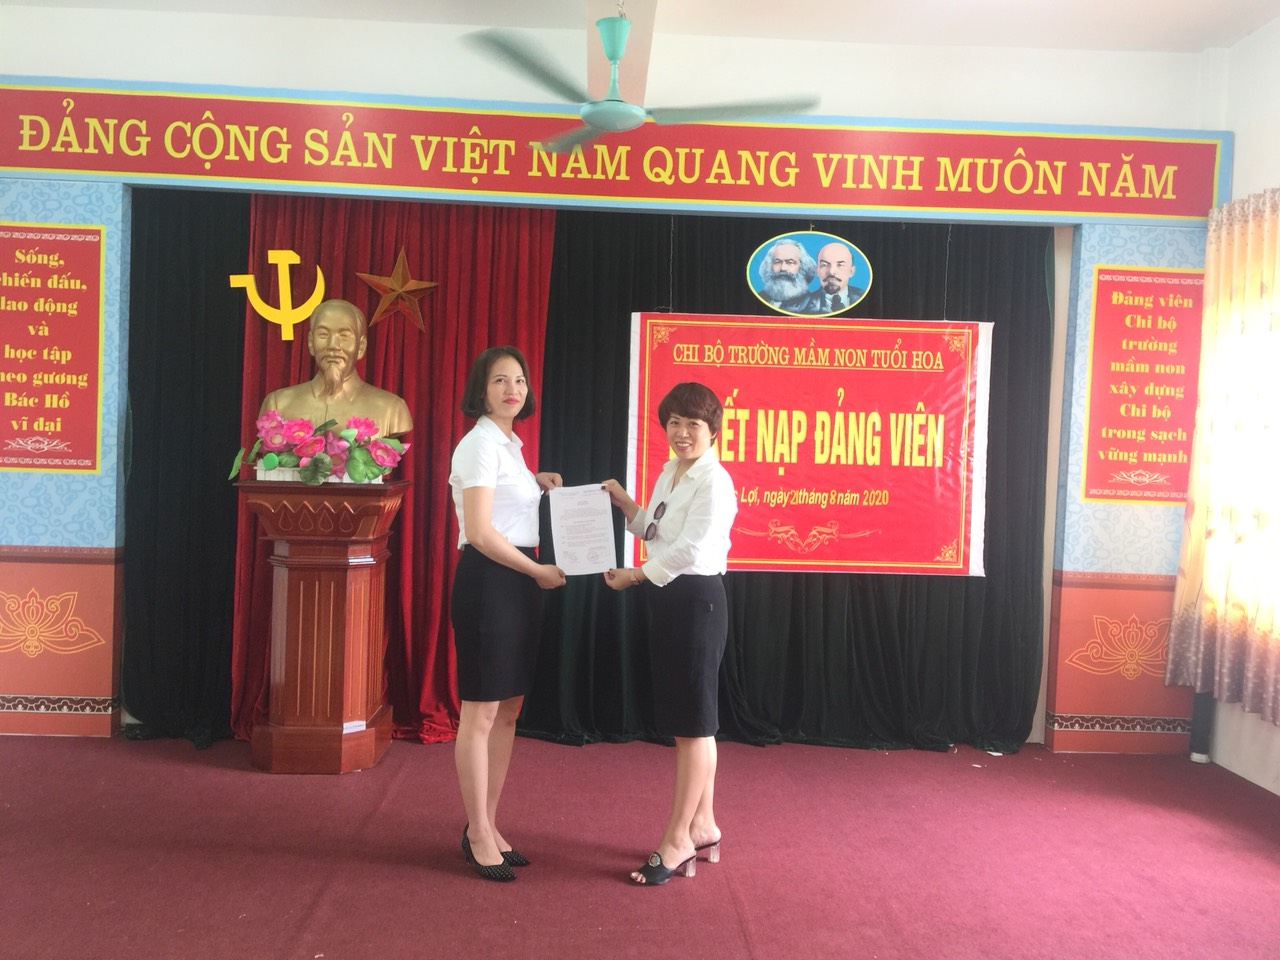 ĐẢNG CỘNG SẢN VIỆT NAM QUANG VINH MUÔN NĂM
Sống,
chiến đấu,
lao động
và
học tập
theo gương
Bác Hồ
vĩ đại
CHI BỘ TRƯỜNG MẦM NON TUỔI HOA
NẠP ĐẢNG VIÊN
Lợi, ngày 21 tháng 8 năm 2020
Đảng viên
Chi bộ
trường
mầm non
xây dựng
Chi bộ
trong sạch
vững mạnh